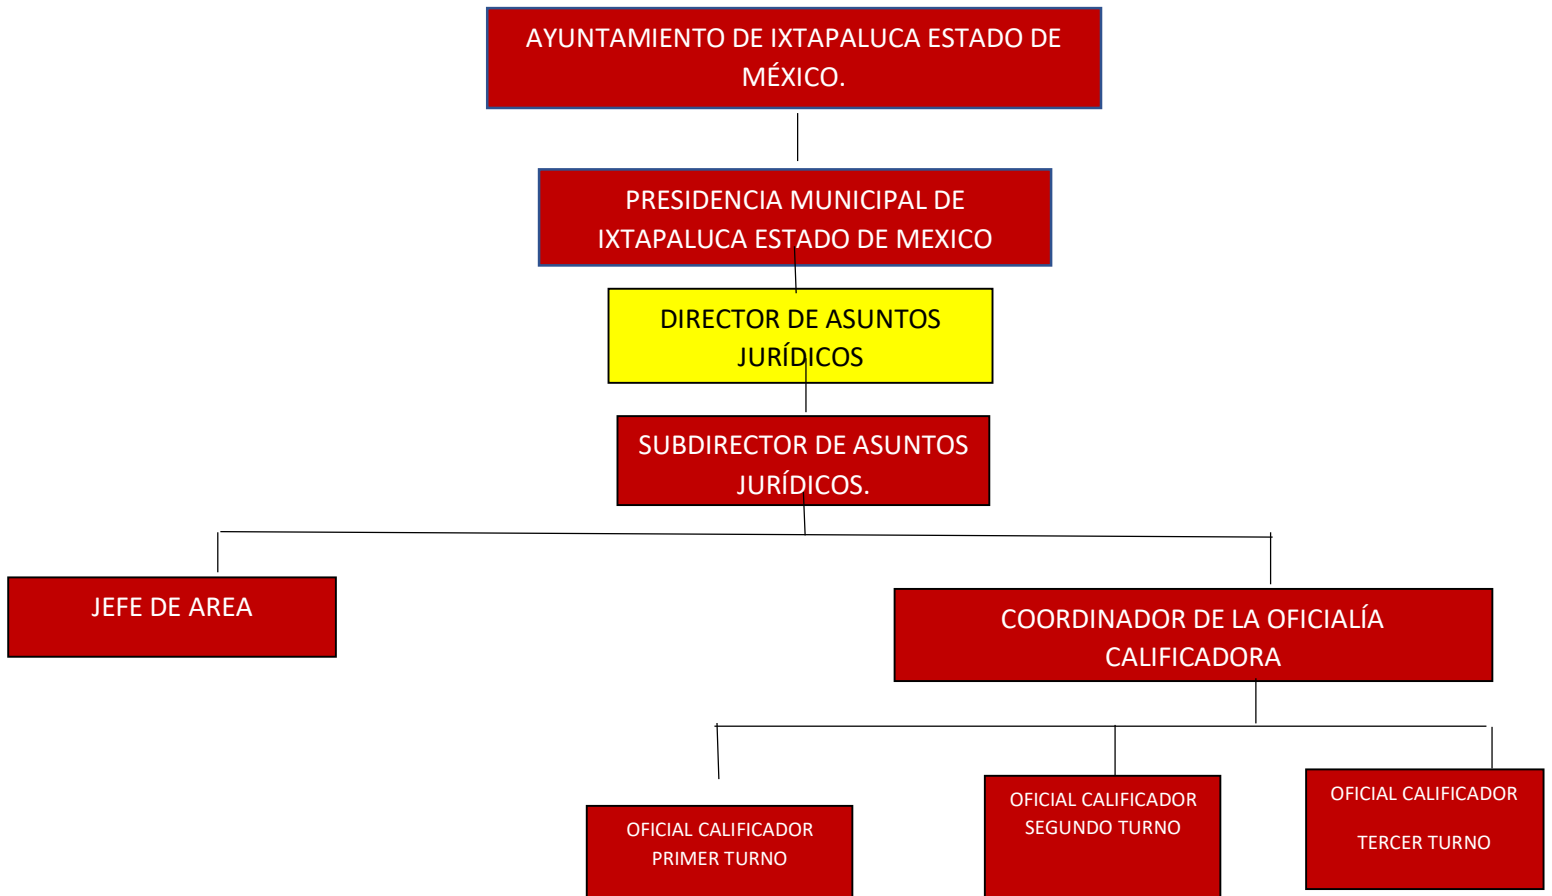 AYUNTAMIENTO DE IXTAPALUCA ESTADO DE
MÉXICO.
PRESIDENCIA MUNICIPAL DE
IXTAPALUCA ESTADO DE MEXICO
DIRECTOR DE ASUNTOS
JURÍDICOS
SUBDIRECTOR DE ASUNTOS
JURÍDICOS.
JEFE DE AREA
COORDINADOR DE LA OFICIALÍA
CALIFICADORA
OFICIAL CALIFICADOR
PRIMER TURNO
OFICIAL CALIFICADOR
SEGUNDO TURNO
OFICIAL CALIFICADOR
TERCER TURNO